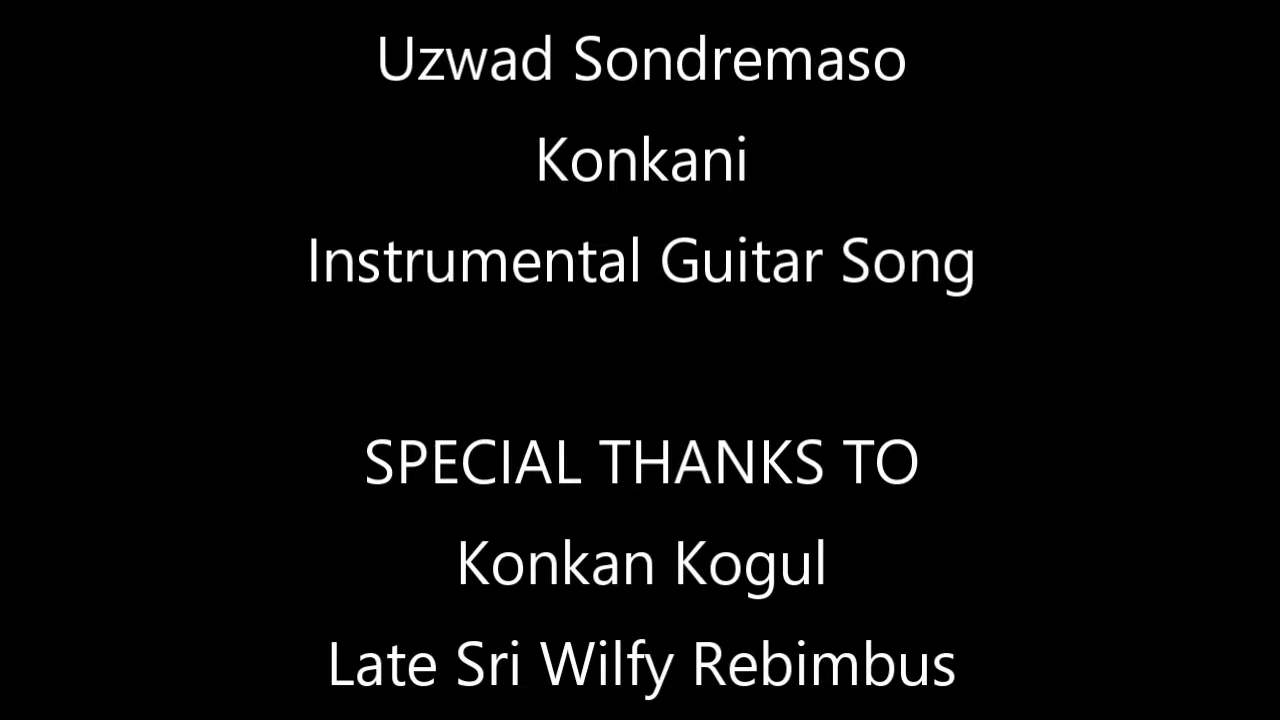 Uzwad Sondremaso
Konkani
Instrumental Guitar Song
SPECIAL THANKS TO
Konkan Kogul
Late Sri Wilfy Rebimbus